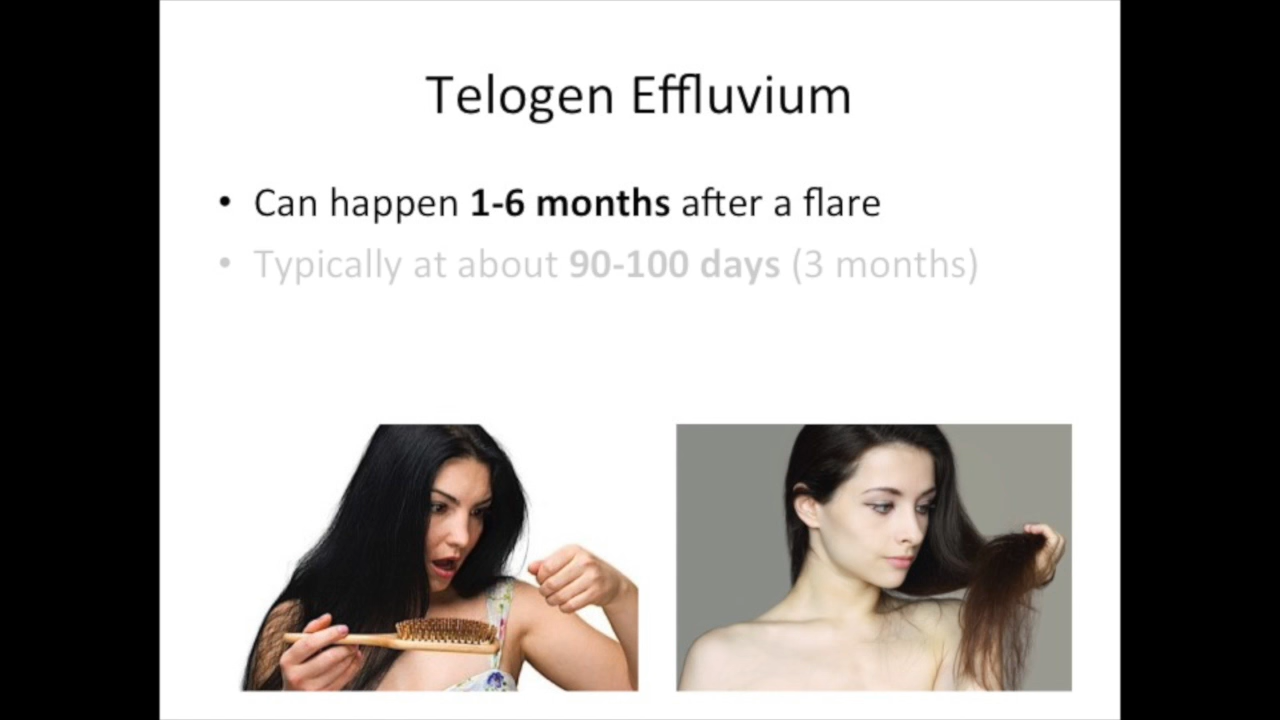 Telogen Effluvium
• Can happen 1-6 months after a flare
• Typically at about 90-100 days (3 months)